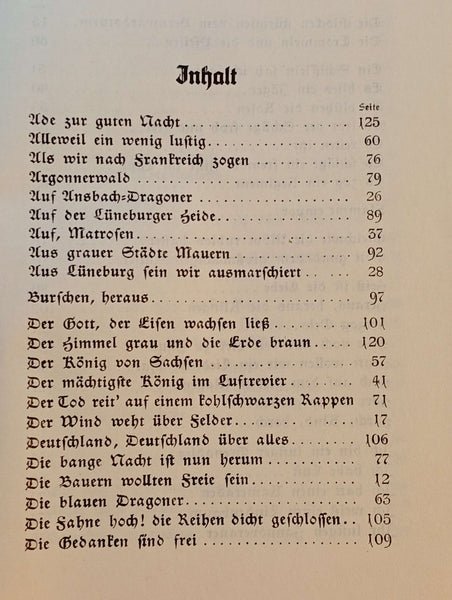 Inhalt
Seite
Ade zur guten Nacht . . . . . . . . . . . . . . . . 125
Alleweil ein wenig lustig. . . . . . . . . . . . . . 60
Als wir nach Frankreich zogen . . . . . . . . . . 76
Argonnerwald . . . . . . . . . . . . . . . . . . . . 79
Auf Ansbach-Dragoner . . . . . . . . . . . . . . 26
Auf der Lüneburger Heide. . . . . . . . . . . . . 89
Auf, Matrosen . . . . . . . . . . . . . . . . . . . . 37
Aus grauer Städte Mauern . . . . . . . . . . . . 92
Aus Lüneburg sein wir ausmarschiert . . . . . 28
Burschen, heraus. . . . . . . . . . . . . . . . . . . 97
Der Gott, der Eisen wachsen ließ . . . . . . . . 101
Der Himmel grau und die Erde braun . . . . . 120
Der König von Sachsen . . . . . . . . . . . . . . 57
Der mächtigste König im Luftrevier . . . . . . 41
Der Tod reit' auf einem kohlschwarzen Rappen 71
Der Wind weht über Felder . . . . . . . . . . . . 17
Deutschland, Deutschland über alles. . . . . . 106
Die bange Nacht ist nun herum . . . . . . . . . 77
Die Bauern wollten Freie sein . . . . . . . . . . 12
Die blauen Dragoner. . . . . . . . . . . . . . . . 63
Die Fahne hoch! die Reihen dicht geschlossen. . 105
Die Gedanken sind frei . . . . . . . . . . . . . . 109